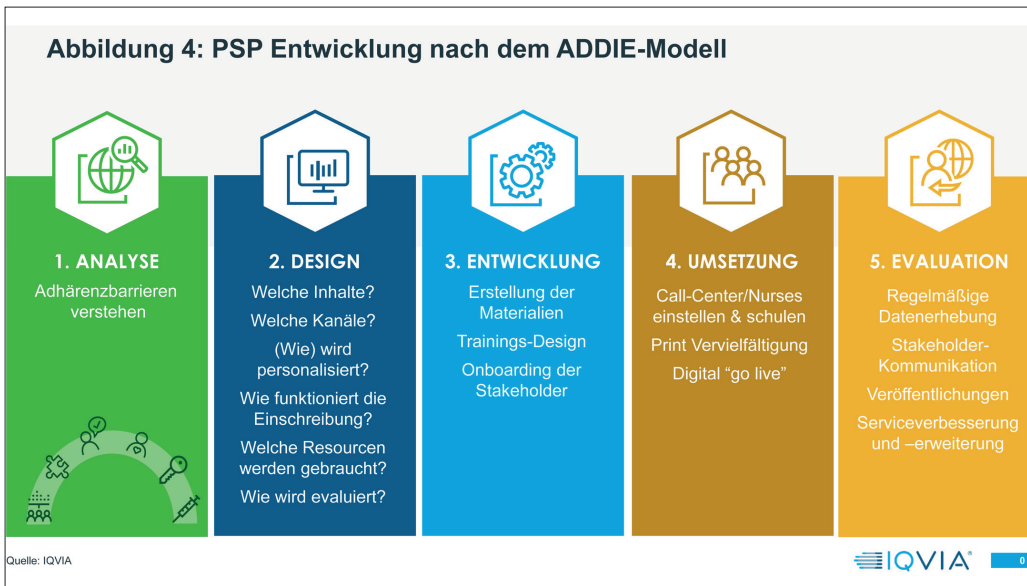 Abbildung 4: PSP Entwicklung nach dem ADDIE-Modell
1. ANALYSE
Adhärenzbarrieren
verstehen
2. DESIGN
Welche Inhalte?
Welche Kanäle?
(Wie) wird
personalisiert?
Wie funktioniert die
Einschreibung?
Welche Resourcen
werden gebraucht?
Wie wird evaluiert?
3. ENTWICKLUNG
Erstellung der
Materialien
Trainings-Design
Onboarding der
Stakeholder
4. UMSETZUNG
Call-Center/Nurses
einstellen & schulen
Print Vervielfältigung
Digital “go live”
5. EVALUATION
Regelmäßige
Datenerhebung
Stakeholder-
Kommunikation
Veröffentlichungen
Serviceverbesserung
und –erweiterung
Quelle: IQVIA
IQVIA®
0